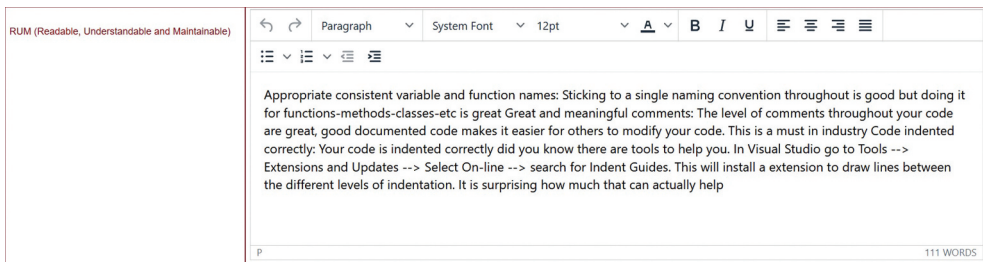 Paragraph System Font 12pt A B I U
RUM (Readable, Understandable and Maintainable)
Appropriate consistent variable and function names: Sticking to a single naming convention throughout is good but doing it
for functions-methods-classes-etc is great Great and meaningful comments: The level of comments throughout your code
are great, good documented code makes it easier for others to modify your code. This is a must in industry Code indented
correctly: Your code is indented correctly did you know there are tools to help you. In Visual Studio go to Tools -->
Extensions and Updates --> Select On-line --> search for Indent Guides. This will install a extension to draw lines between
the different levels of indentation. It is surprising how much that can actually help
P 111 WORDS